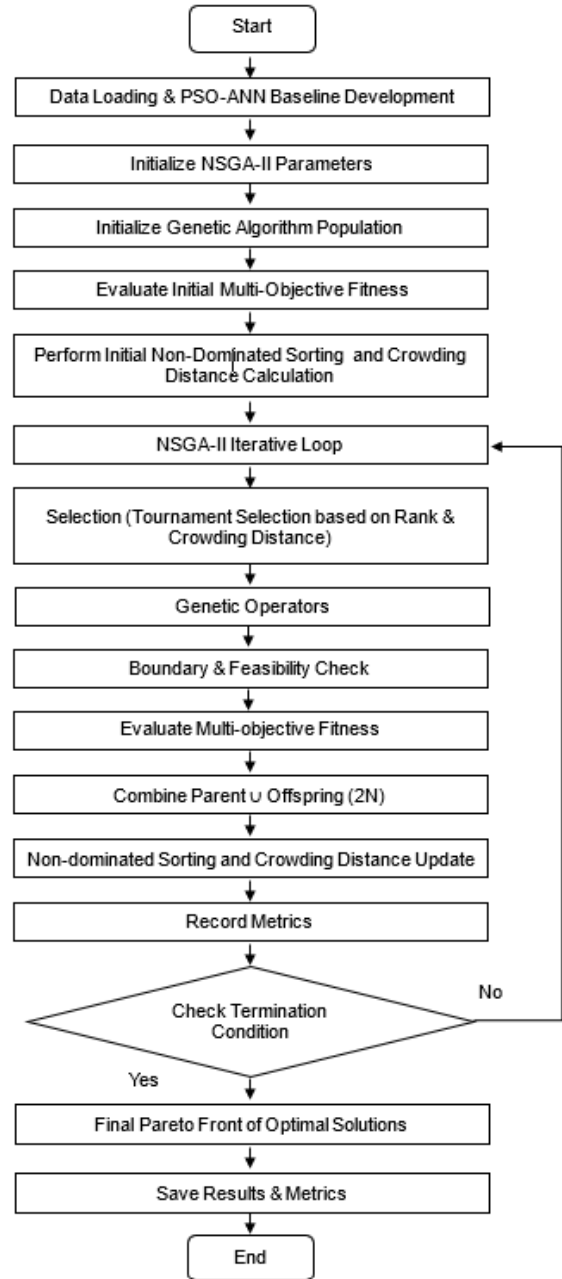 Start
Data Loading & PSO-ANN Baseline Development
Initialize NSGA-II Parameters
Initialize Genetic Algorithm Population
Evaluate Initial Multi-Objective Fitness
Perform Initial Non-Dominated Sorting and Crowding
Distance Calculation
NSGA-II Iterative Loop
Selection (Tournament Selection based on Rank &
Crowding Distance)
Genetic Operators
Boundary & Feasibility Check
Evaluate Multi-objective Fitness
Combine Parent ∪ Offspring (2N)
Non-dominated Sorting and Crowding Distance Update
Record Metrics
Check Termination
Condition
No
Yes
Final Pareto Front of Optimal Solutions
Save Results & Metrics
End